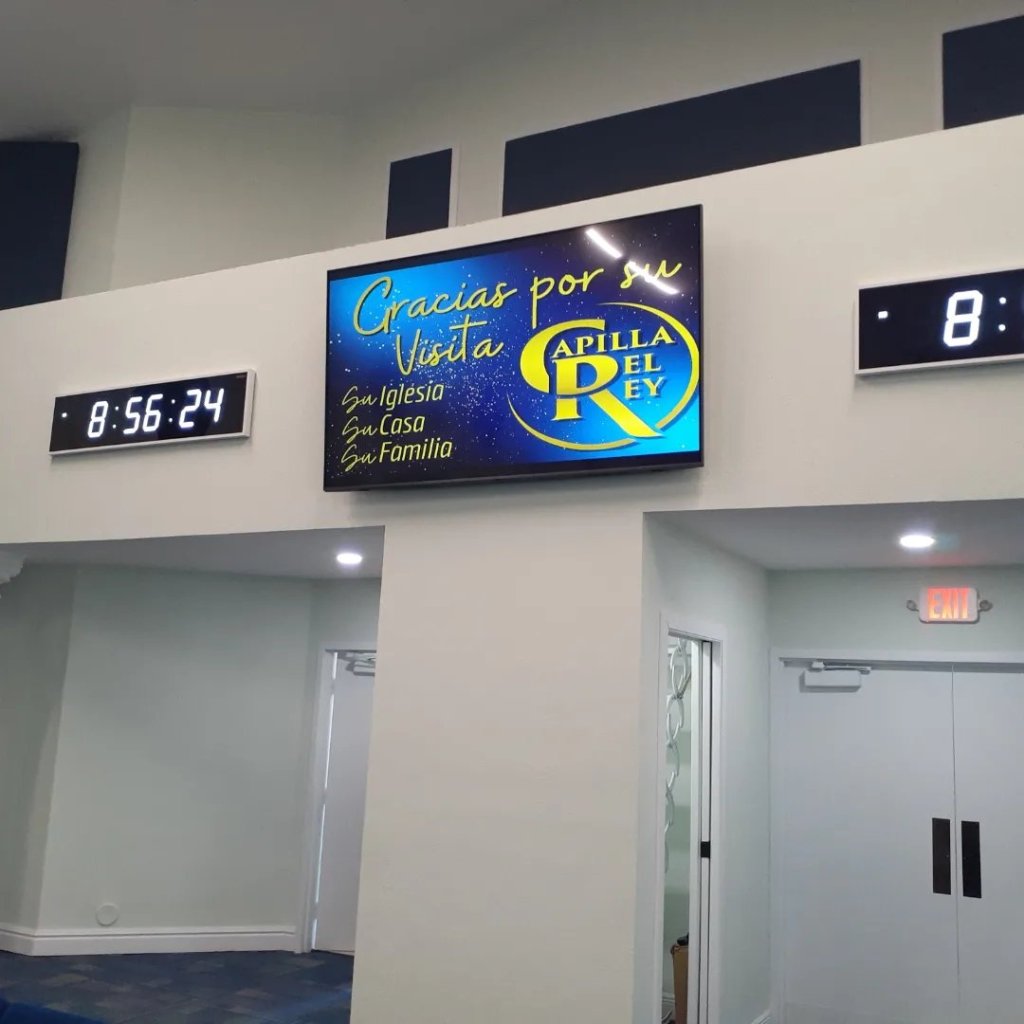 Gracias por su
Visita
CAPILLA
DEL
REY
Su Iglesia
Su Casa
Su Familia
8:56:24
8:
EXIT